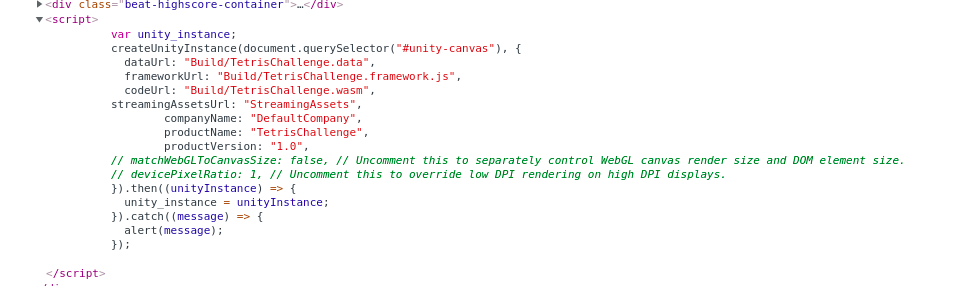 <div class="beat-highscore-container">…</div>
<script>
var unity_instance;
createUnityInstance(document.querySelector("#unity-canvas"), {
dataUrl: "Build/TetrisChallenge.data",
frameworkUrl: "Build/TetrisChallenge.framework.js",
codeUrl: "Build/TetrisChallenge.wasm",
streamingAssetsUrl: "StreamingAssets",
companyName: "DefaultCompany",
productName: "TetrisChallenge",
productVersion: "1.0",
// matchWebGLToCanvasSize: false, // Uncomment this to separately control WebGL canvas render size and DOM element size.
// devicePixelRatio: 1, // Uncomment this to override low DPI rendering on high DPI displays.
}).then((unityInstance) => {
unity_instance = unityInstance;
}).catch((message) => {
alert(message);
});
</script>